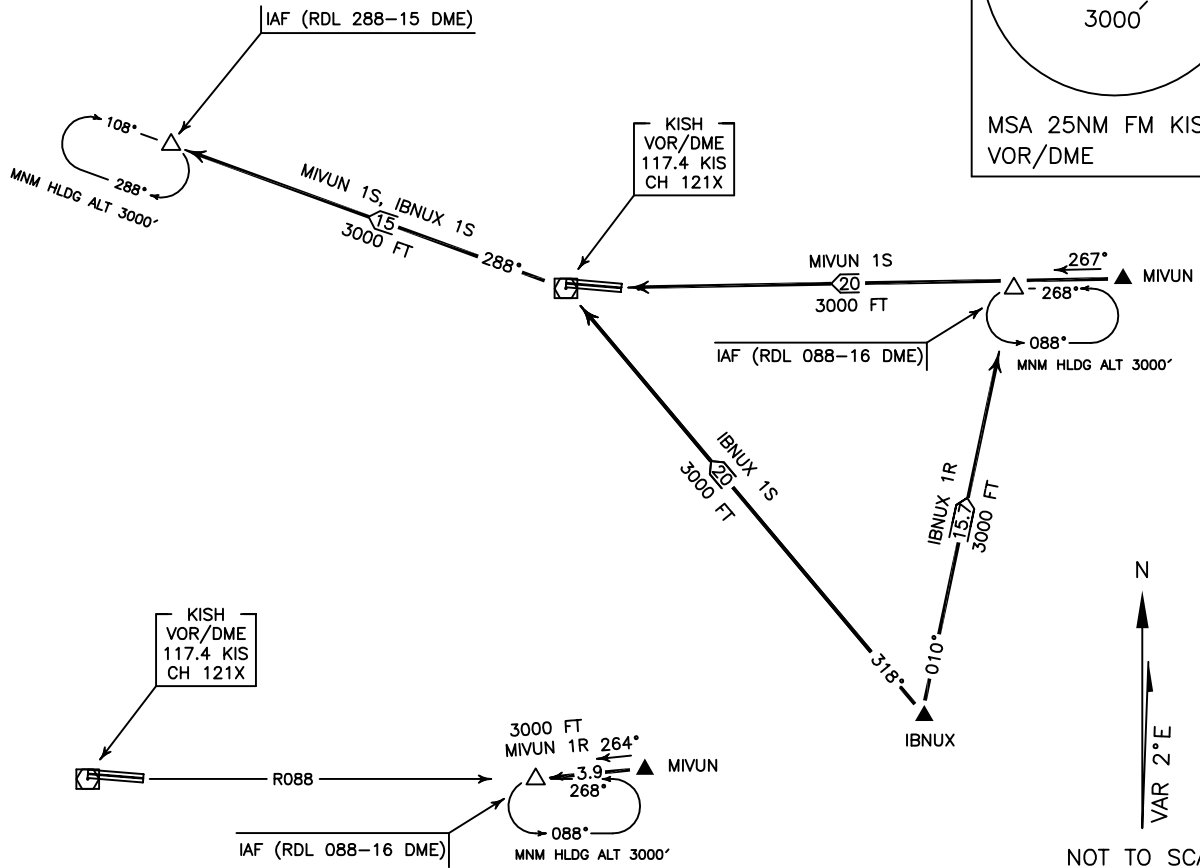 IAF (RDL 288-15 DME)
3000´
MSA 25NM FM KIS
VOR/DME
108°
288°
MNM HLDG ALT 3000´
KISH
VOR/DME
117.4 KIS
CH 121X
MIVUN 1S, IBNUX 1S
15
3000 FT
288°
MIVUN 1S
20
3000 FT
267°
MIVUN
268°
088°
MNM HLDG ALT 3000´
IAF (RDL 088-16 DME)
IBNUX 1S
20
3000 FT
318°
IBNUX 1R
15.7
3000 FT
010°
IBNUX
N
VAR 2°E
NOT TO SCA
KISH
VOR/DME
117.4 KIS
CH 121X
R088
3000 FT
MIVUN 1R 264°
3.9
MIVUN
268°
088°
MNM HLDG ALT 3000´
IAF (RDL 088-16 DME)